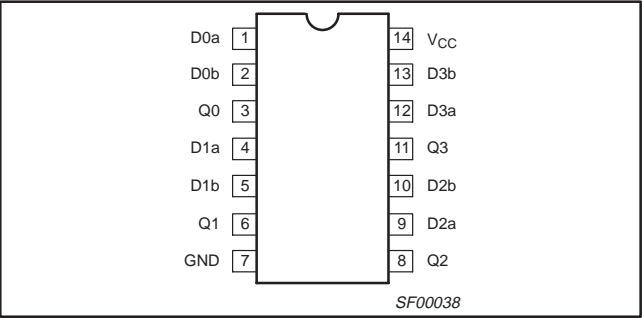 D0a 1 14 VCC
D0b 2 13 D3b
Q0 3 12 D3a
D1a 4 11 Q3
D1b 5 10 D2b
Q1 6 9 D2a
GND 7 8 Q2
SF00038